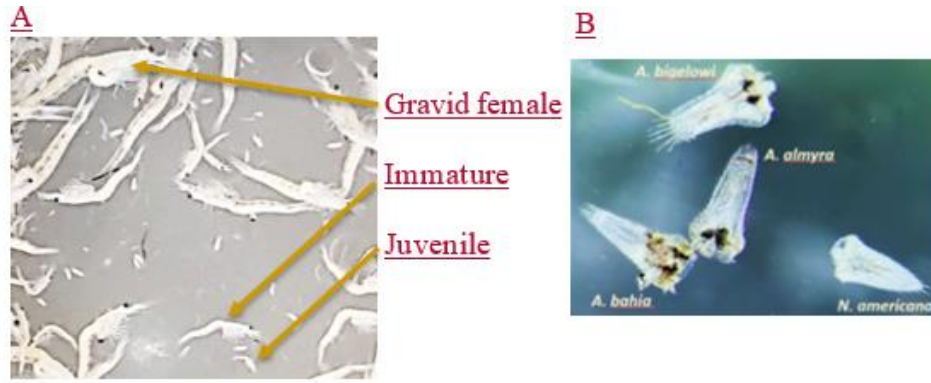 A
Gravid female
Immature
Juvenile
B
A. bigelowi
A. almyra
A. bahia
N. americana